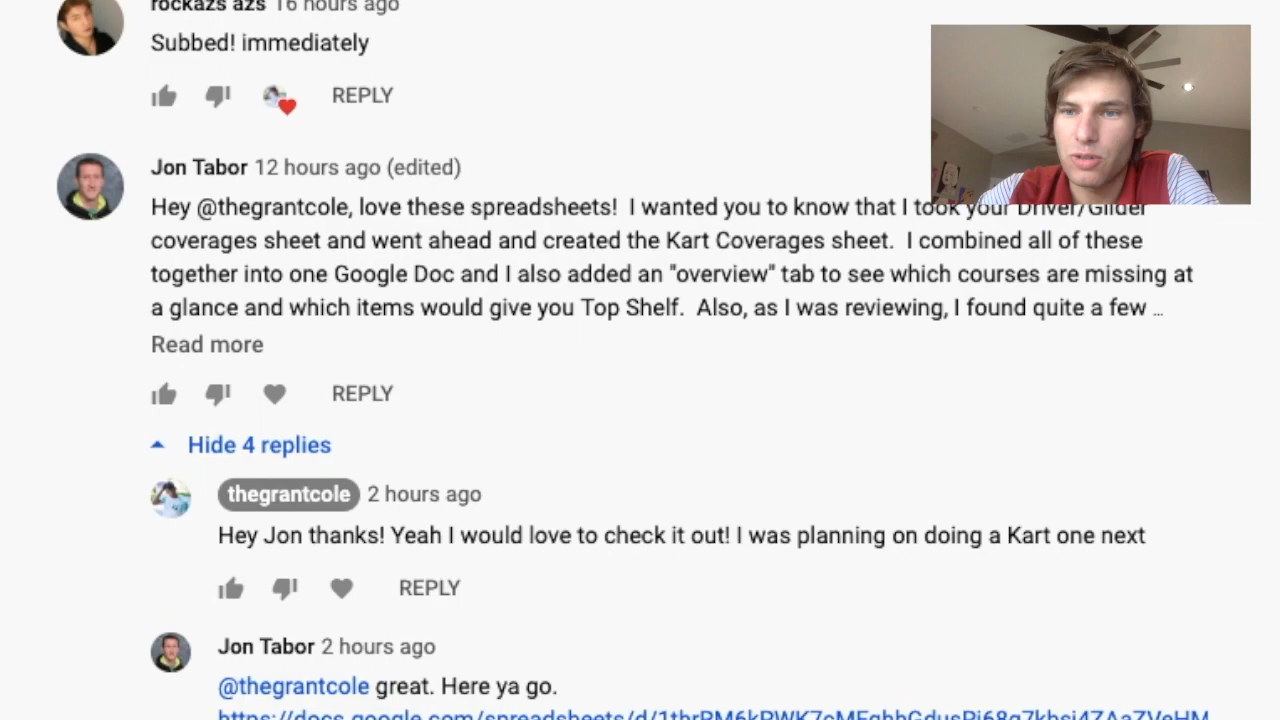 rockazs azs 16 hours ago
Subbed! immediately
REPLY
Jon Tabor 12 hours ago (edited)
Hey @thegrantcole, love these spreadsheets! I wanted you to know that I took your Driver/Glider
coverages sheet and went ahead and created the Kart Coverages sheet. I combined all of these
together into one Google Doc and I also added an "overview" tab to see which courses are missing at
a glance and which items would give you Top Shelf. Also, as I was reviewing, I found quite a few ...
Read more
REPLY
Hide 4 replies
thegrantcole 2 hours ago
Hey Jon thanks! Yeah I would love to check it out! I was planning on doing a Kart one next
REPLY
Jon Tabor 2 hours ago
@thegrantcole great. Here ya go.